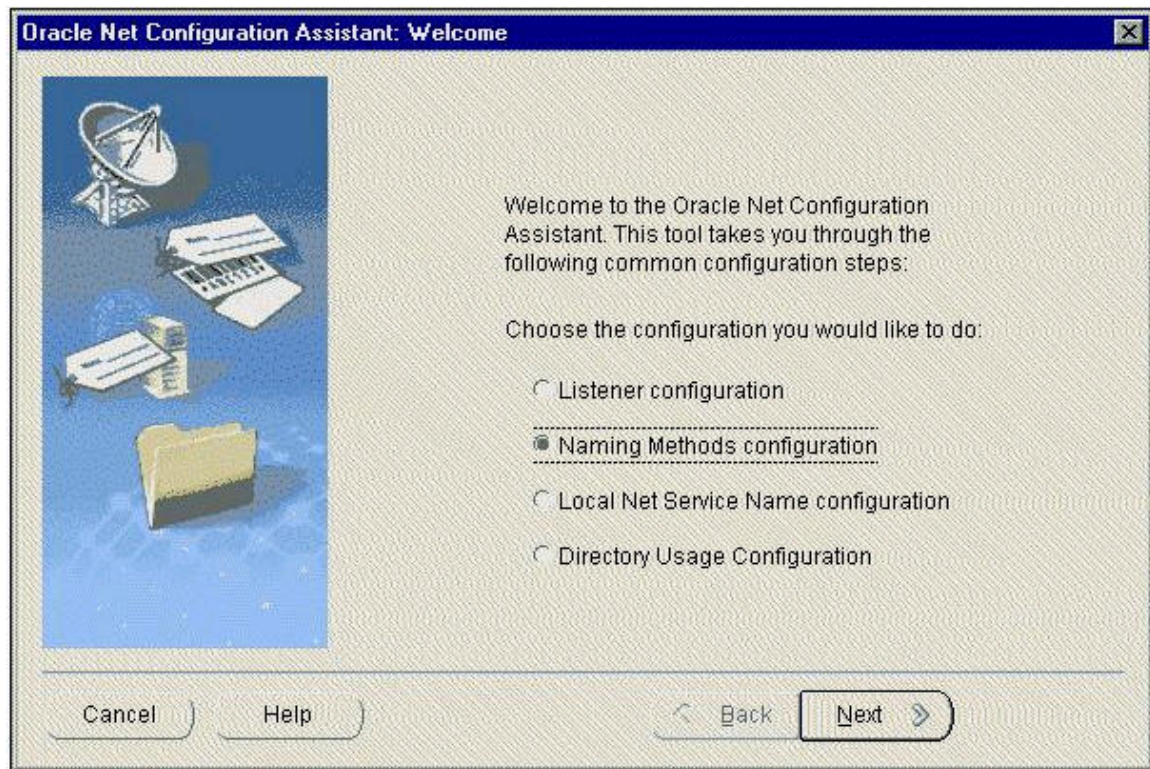 Oracle Net Configuration Assistant: Welcome
Welcome to the Oracle Net Configuration
Assistant. This tool takes you through the
following common configuration steps:
Choose the configuration you would like to do:
Listener configuration
Naming Methods configuration
Local Net Service Name configuration
Directory Usage Configuration
Cancel
Help
Back
Next